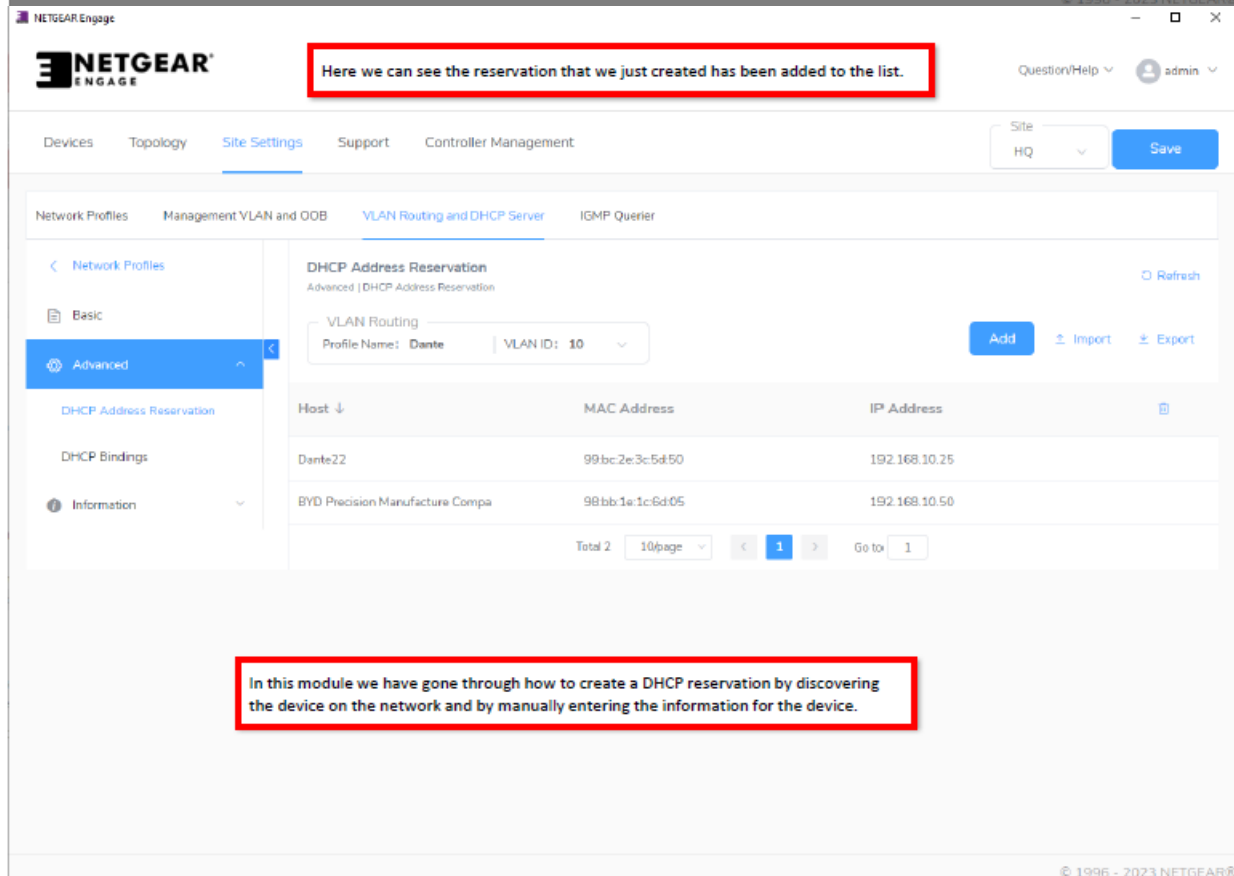 © 1996 - 2023 NETGEAR®
NETGEAR Engage
NETGEAR®
ENGAGE
Here we can see the reservation that we just created has been added to the list.
Question/Help
admin
Devices Topology Site Settings Support Controller Management
Site
HQ
Save
Network Profiles Management VLAN and OOB VLAN Routing and DHCP Server IGMP Querier
Network Profiles
DHCP Address Reservation
Refresh
Advanced | DHCP Address Reservation
Basic
VLAN Routing
Profile Name: Dante VLAN ID: 10
Add Import Export
Advanced
DHCP Address Reservation
Host MAC Address IP Address
DHCP Bindings
Dante22 99:bc:2e:3c:5d:50 192.168.10.25
Information
BYD Precision Manufacture Compa 98:bb:1e:1c:6d:05 192.168.10.50
Total 2 10/page 1 Go to 1
In this module we have gone through how to create a DHCP reservation by discovering
the device on the network and by manually entering the information for the device.
© 1996 - 2023 NETGEAR®